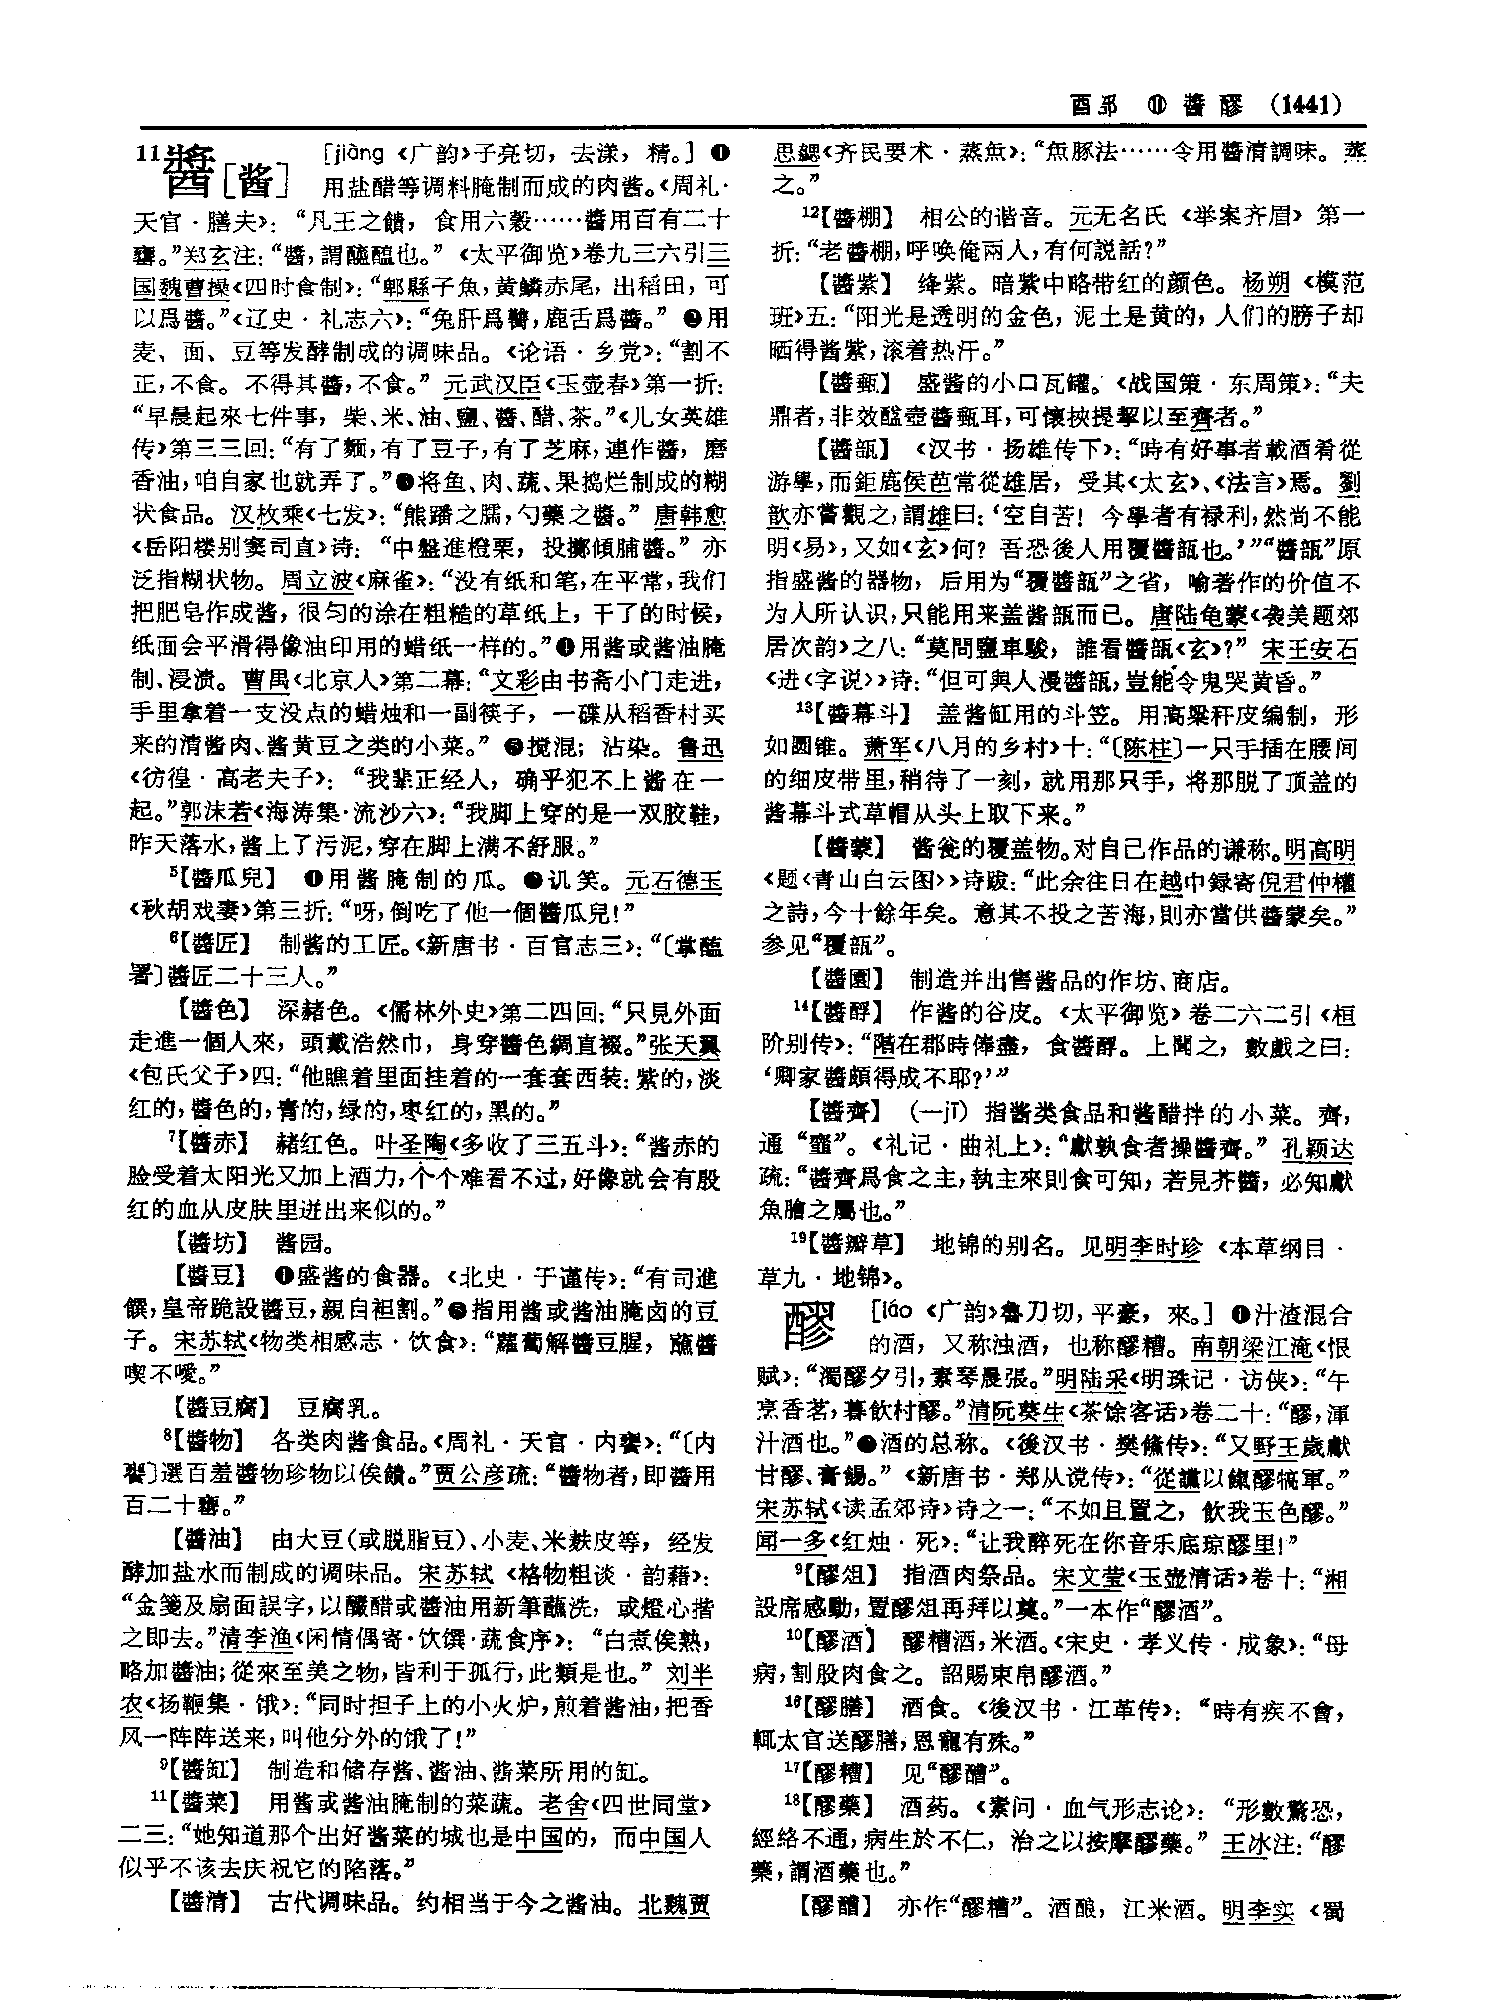 酉部 ⑪ 醬醪 (1441)
11醬[酱] [jiàng《广韵》子亮切，去漾，精。] ❶
用盐醋等调料腌制而成的肉酱。《周礼·
天官·膳夫》：“凡王之饋，食用六穀……醬用百有二十
罋。”郑玄注：“醬，謂醯醢也。”《太平御览》卷九三六引三
国魏曹操《四时食制》：“郫縣子魚，黄鳞赤尾，出稻田，可
以爲醬。”《辽史·礼志六》：“兔肝爲䰞，鹿舌爲醬。” ❷用
麦、面、豆等发酵制成的调味品。《论语·乡党》：“割不
正，不食。不得其醬，不食。” 元武汉臣《玉壶春》第一折：
“早晨起來七件事，柴、米、油、鹽、醬、醋、茶。”《儿女英雄
传》第三三回：“有了麵，有了豆子，有了芝麻，連作醬，磨
香油，咱自家也就弄了。”❸将鱼、肉、蔬、果捣烂制成的糊
状食品。汉枚乘《七发》：“熊蹯之臑，勺藥之醬。” 唐韩愈
《岳阳楼别窦司直》诗：“中盤進橙栗，投擲傾脯醬。”亦
泛指糊状物。周立波《麻雀》：“没有纸和笔，在平常，我们
把肥皂作成酱，很匀的涂在粗糙的草纸上，干了的时候，
纸面会平滑得像油印用的蜡纸一样的。”❹用酱或酱油腌
制、浸渍。曹禺《北京人》第二幕：“文彩由书斋小门走进，
手里拿着一支没点的蜡烛和一副筷子，一碟从稻香村买
来的清酱肉、酱黄豆之类的小菜。” ❺搅混；沾染。鲁迅
《彷徨·高老夫子》：“我辈正经人，确乎犯不上酱在一
起。”郭沫若《海涛集·流沙六》：“我脚上穿的是一双胶鞋，
昨天落水，酱上了污泥，穿在脚上满不舒服。”
5【醬瓜兒】 ❶用酱腌制的瓜。❷讥笑。元石德玉
《秋胡戏妻》第三折：“呀，倒吃了他一個醬瓜兒！”
6【醬匠】 制酱的工匠。《新唐书·百官志三》：“〔掌醢
署〕醬匠二十三人。”
【醬色】 深赭色。《儒林外史》第二四回：“只見外面
走進一個人來，頭戴浩然巾，身穿醬色綢直裰。”张天翼
《包氏父子》四：“他瞧着里面挂着的一套套西装：紫的，淡
红的，醬色的，青的，绿的，枣红的，黑的。”
7【醬赤】 赭红色。叶圣陶《多收了三五斗》：“酱赤的
脸受着太阳光又加上酒力，个个难看不过，好像就会有殷
红的血从皮肤里迸出来似的。”
【醬坊】 酱园。
【醬豆】 ❶盛酱的食器。《北史·于谨传》：“有司進
饌，皇帝跪設醬豆，親自袒割。”❷指用酱或酱油腌卤的豆
子。宋苏轼《物类相感志·饮食》：“蘿蔔解醬豆腥，蘸醬
喫不噯。”
【醬豆腐】 豆腐乳。
8【醬物】 各类肉酱食品。《周礼·天官·内饔》：“〔内
饔〕選百羞醬物珍物以俟饋。”贾公彦疏：“醬物者，即醬用
百二十罋。”
【醬油】 由大豆（或脱脂豆）、小麦、米麸皮等，经发
酵加盐水而制成的调味品。宋苏轼《格物粗谈·韵藉》：
“金箋及扇面誤字，以釅醋或醬油用新筆蘸洗，或燈心揩
之即去。”清李渔《闲情偶寄·饮馔·蔬食序》：“白煮俟熟，
略加醬油；從來至美之物，皆利于孤行，此類是也。” 刘半
农《扬鞭集·饿》：“同时担子上的小火炉，煎着酱油，把香
风一阵阵送来，叫他分外的饿了！”
9【醬缸】 制造和储存酱、酱油、酱菜所用的缸。
11【醬菜】 用酱或酱油腌制的菜蔬。老舍《四世同堂》
二三：“她知道那个出好酱菜的城也是中国的，而中国人
似乎不该去庆祝它的陷落。”
【醬清】 古代调味品。约相当于今之酱油。北魏贾
思勰《齐民要术·蒸魚》：“魚豚法……令用醬清調味。蒸
之。”
12【醬棚】 相公的谐音。元无名氏《举案齐眉》第一
折：“老醬棚，呼唤俺兩人，有何説話？”
【醬紫】 绛紫。暗紫中略带红的颜色。杨朔《模范
班》五：“阳光是透明的金色，泥土是黄的，人们的膀子却
晒得酱紫，滚着热汗。”
【醬甀】 盛酱的小口瓦罐。《战国策·东周策》：“夫
鼎者，非效醯壶醬甀耳，可懷挾提挈以至齊者。”
【醬瓿】 《汉书·扬雄传下》：“時有好事者載酒肴從
游學，而鉅鹿侯芭常從雄居，受其《太玄》、《法言》焉。劉
歆亦嘗觀之，謂雄曰：‘空自苦！今學者有禄利，然尚不能
明《易》，又如《玄》何？吾恐後人用覆醬瓿也。’”“醬瓿”原
指盛酱的器物，后用为“覆醬瓿”之省，喻著作的价值不
为人所认识，只能用来盖酱瓿而已。唐陆龟蒙《袭美题郊
居次韵》之八：“莫問鹽車駿，誰看醬瓿《玄》？” 宋王安石
《进〈字说〉》诗：“但可與人漫醬瓿，豈能令鬼哭黄昏。”
13【醬幕斗】 盖酱缸用的斗笠。用高粱秆皮编制，形
如圆锥。萧军《八月的乡村》十：“〔陈柱〕一只手插在腰间
的细皮带里，稍待了一刻，就用那只手，将那脱了顶盖的
酱幕斗式草帽从头上取下来。”
【醬蒙】 酱瓮的覆盖物。对自己作品的谦称。明高明
《题〈青山白云图〉》诗跋：“此余往日在越中録寄倪君仲權
之詩，今十餘年矣。意其不投之苦海，則亦當供醬蒙矣。”
参见“覆瓿”。
【醬園】 制造并出售酱品的作坊、商店。
14【醬酻】 作酱的谷皮。《太平御览》卷二六二引《桓
阶别传》：“階在郡時俸盡，食醬酻。上聞之，數戲之曰：
‘卿家醬頗得成不耶？’”
【醬齊】 （—jī）指酱类食品和酱醋拌的小菜。齊，
通“齏”。《礼记·曲礼上》：“獻孰食者操醬齊。” 孔颖达
疏：“醬齊爲食之主，執主來則食可知，若見芥醬，必知獻
魚膾之屬也。”
19【醬瓣草】 地锦的别名。见明李时珍《本草纲目·
草九·地锦》。
醪 [láo《广韵》魯刀切，平豪，來。] ❶汁渣混合
的酒，又称浊酒，也称醪糟。南朝梁江淹《恨
赋》：“濁醪夕引，素琴晨張。”明陆采《明珠记·访侠》：“午
烹香茗，暮飲村醪。”清阮葵生《茶馀客话》卷二十：“醪，渾
汁酒也。”❷酒的总称。《後汉书·樊鯈传》：“又野王歲獻
甘醪、膏餳。”《新唐书·郑从谠传》：“從讜以餼醪犒軍。”
宋苏轼《读孟郊诗》诗之一：“不如且置之，飲我玉色醪。”
闻一多《红烛·死》：“让我醉死在你音乐底琼醪里！”
9【醪俎】 指酒肉祭品。宋文莹《玉壶清话》卷十：“湘
設席感動，置醪俎再拜以奠。”一本作“醪酒”。
10【醪酒】 醪糟酒，米酒。《宋史·孝义传·成象》：“母
病，割股肉食之。詔賜束帛醪酒。”
16【醪膳】 酒食。《後汉书·江革传》：“時有疾不會，
輒太官送醪膳，恩寵有殊。”
17【醪糟】 见“醪醩”。
18【醪藥】 酒药。《素问·血气形志论》：“形數驚恐，
經絡不通，病生於不仁，治之以按摩醪藥。” 王冰注：“醪
藥，謂酒藥也。”
【醪醩】 亦作“醪糟”。酒酿，江米酒。明李实《蜀